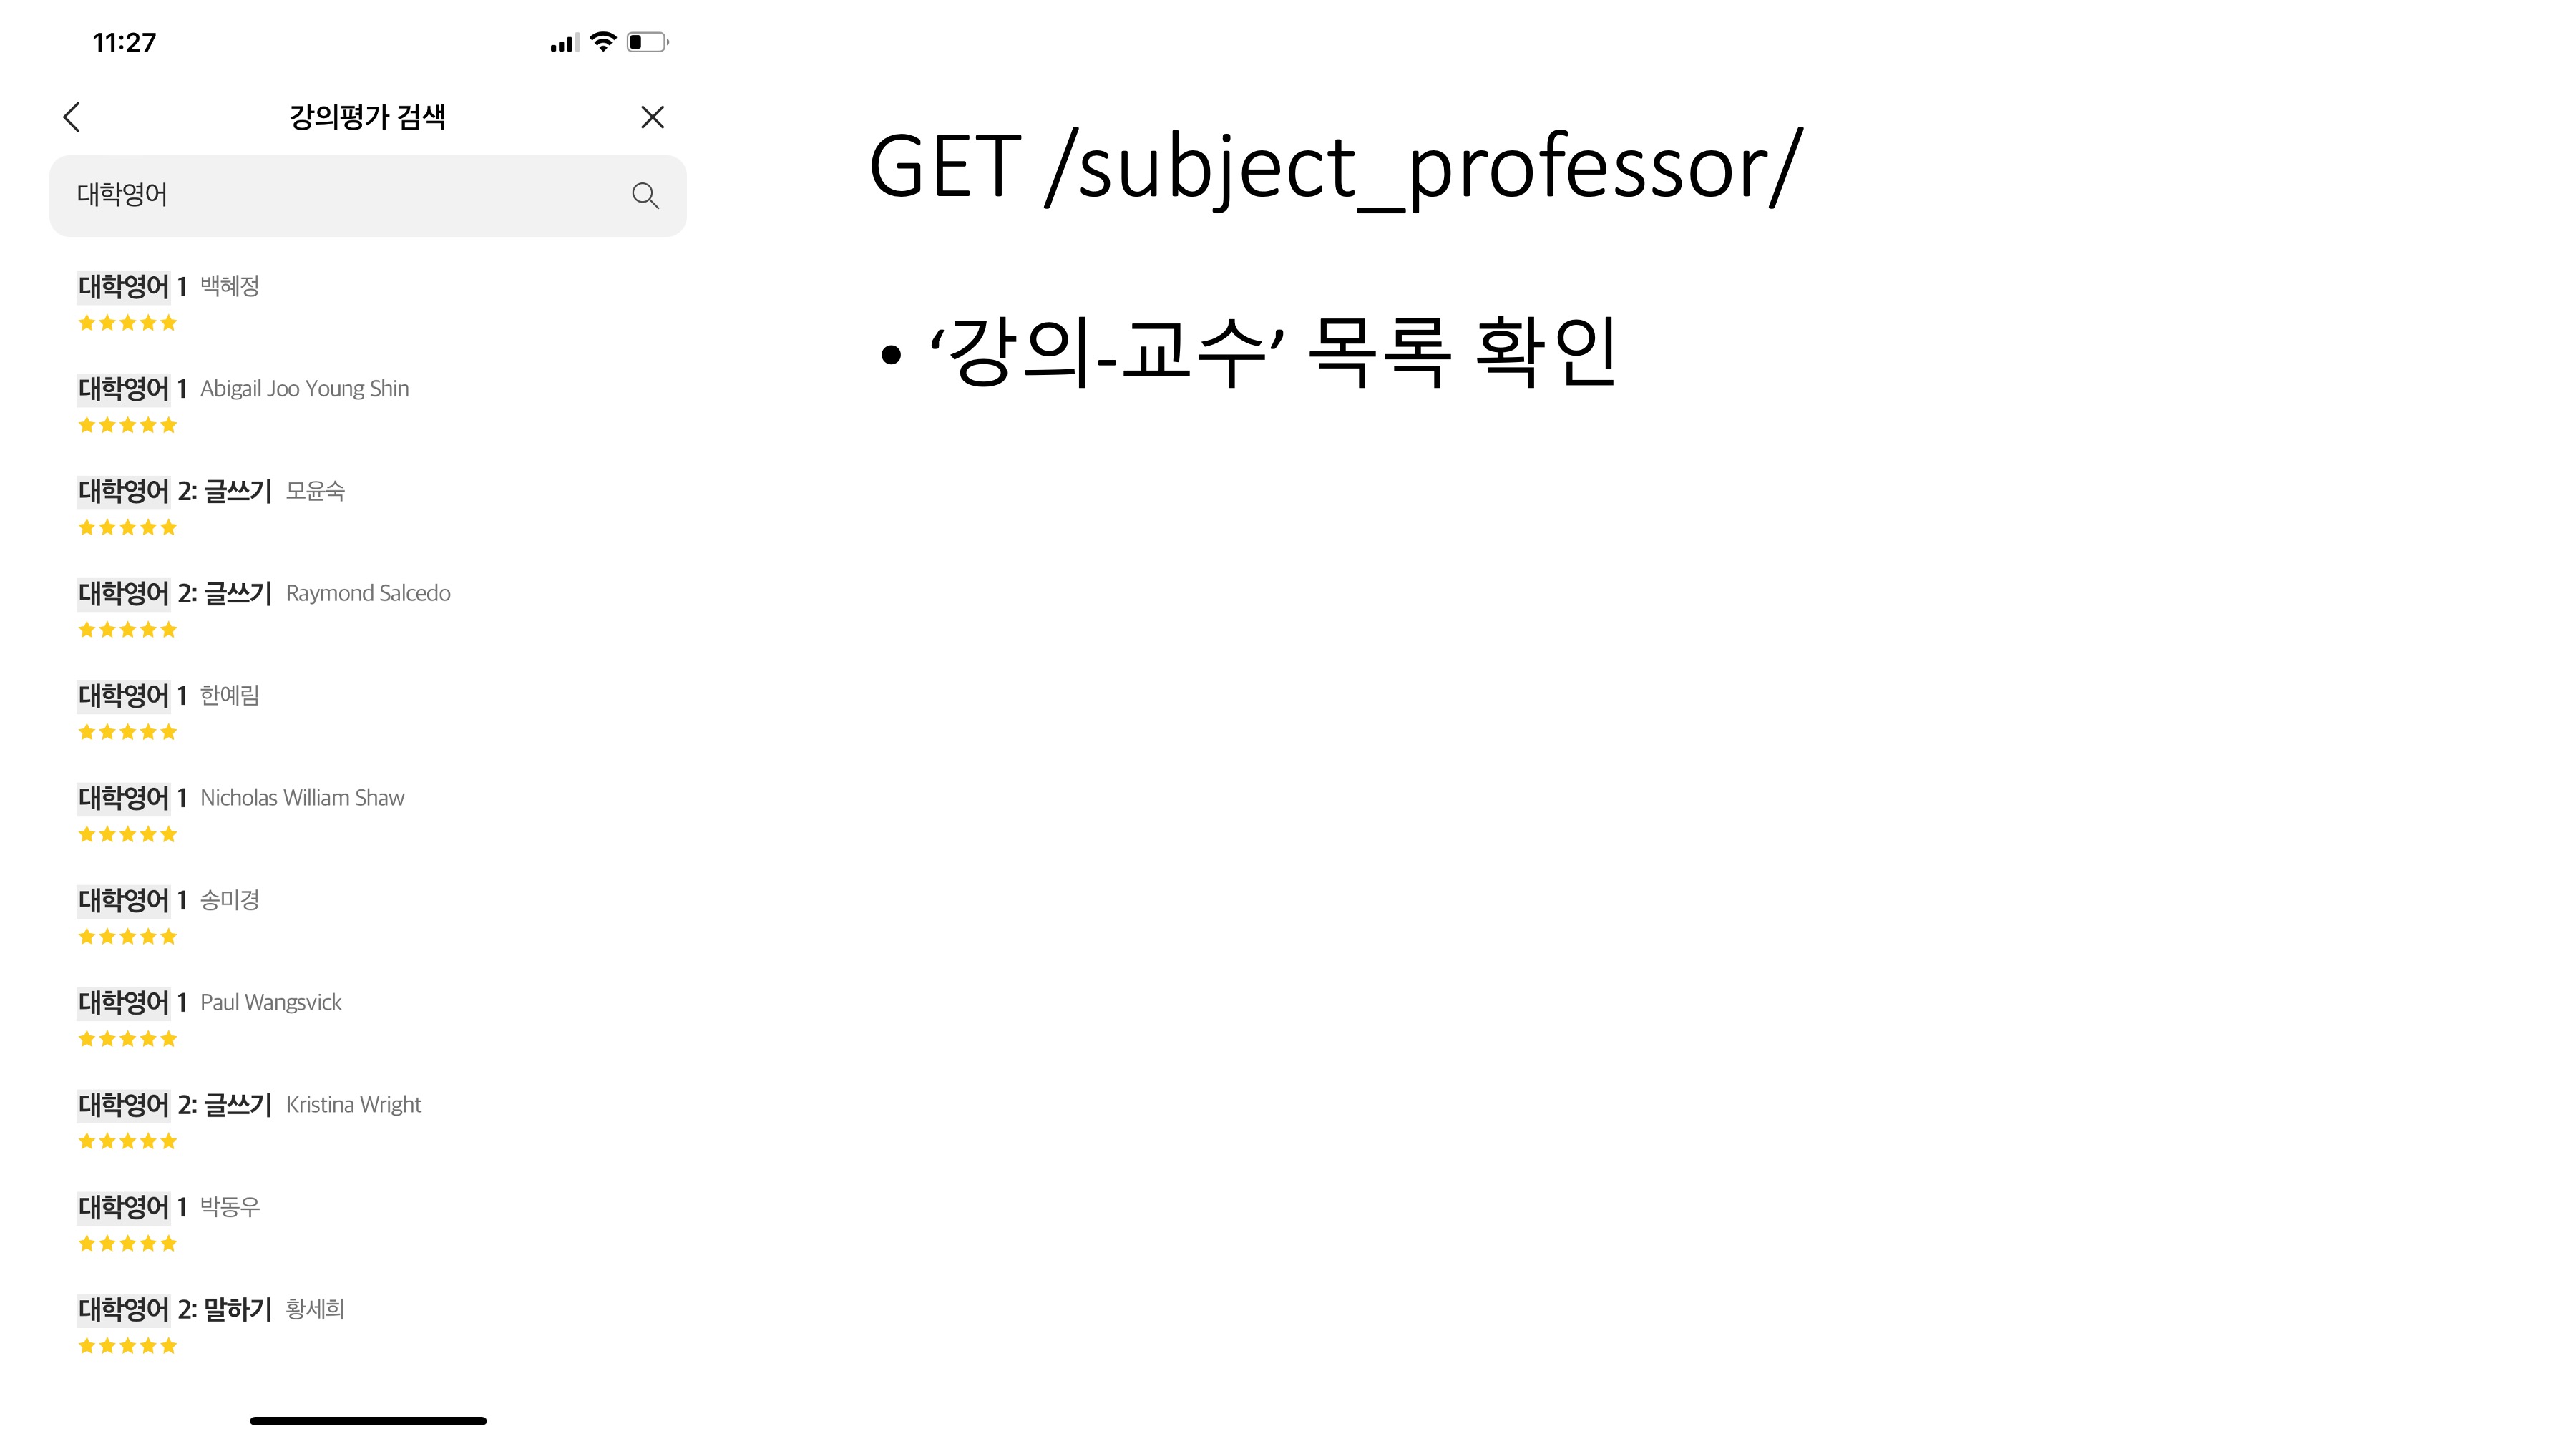 11:27
강의평가 검색
대학영어
대학영어 1 백혜정
대학영어 1 Abigail Joo Young Shin
대학영어 2: 글쓰기 모윤숙
대학영어 2: 글쓰기 Raymond Salcedo
대학영어 1 한예림
대학영어 1 Nicholas William Shaw
대학영어 1 송미경
대학영어 1 Paul Wangsvick
대학영어 2: 글쓰기 Kristina Wright
대학영어 1 박동우
대학영어 2: 말하기 황세희
GET /subject_professor/
• ‘강의-교수’ 목록 확인